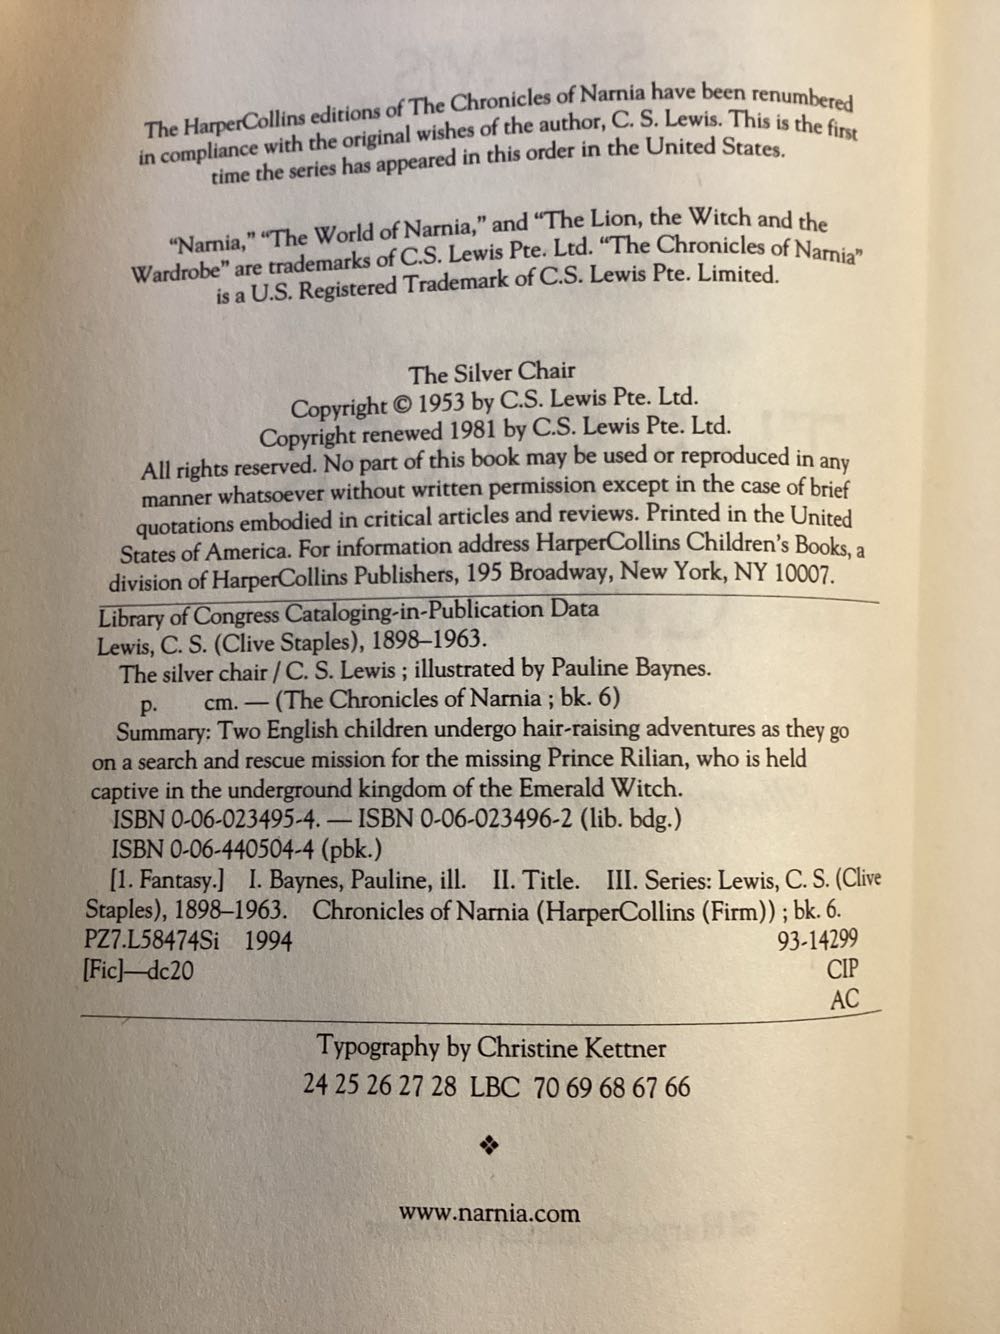 The HarperCollins editions of The Chronicles of Narnia have been renumbered
in compliance with the original wishes of the author, C. S. Lewis. This is the first
time the series has appeared in this order in the United States.
“Narnia,” “The World of Narnia,” and “The Lion, the Witch and the
Wardrobe” are trademarks of C.S. Lewis Pte. Ltd. “The Chronicles of Narnia”
is a U.S. Registered Trademark of C.S. Lewis Pte. Limited.
The Silver Chair
Copyright © 1953 by C.S. Lewis Pte. Ltd.
Copyright renewed 1981 by C.S. Lewis Pte. Ltd.
All rights reserved. No part of this book may be used or reproduced in any
manner whatsoever without written permission except in the case of brief
quotations embodied in critical articles and reviews. Printed in the United
States of America. For information address HarperCollins Children’s Books, a
division of HarperCollins Publishers, 195 Broadway, New York, NY 10007.
Library of Congress Cataloging-in-Publication Data
Lewis, C. S. (Clive Staples), 1898–1963.
The silver chair / C. S. Lewis ; illustrated by Pauline Baynes.
p. cm. — (The Chronicles of Narnia ; bk. 6)
Summary: Two English children undergo hair-raising adventures as they go
on a search and rescue mission for the missing Prince Rilian, who is held
captive in the underground kingdom of the Emerald Witch.
ISBN 0-06-023495-4. — ISBN 0-06-023496-2 (lib. bdg.)
ISBN 0-06-440504-4 (pbk.)
[1. Fantasy.] I. Baynes, Pauline, ill. II. Title. III. Series: Lewis, C. S. (Clive
Staples), 1898–1963. Chronicles of Narnia (HarperCollins (Firm)) ; bk. 6.
PZ7.L58474Si 1994 93-14299
[Fic]—dc20 CIP
AC
Typography by Christine Kettner
24 25 26 27 28 LBC 70 69 68 67 66
www.narnia.com